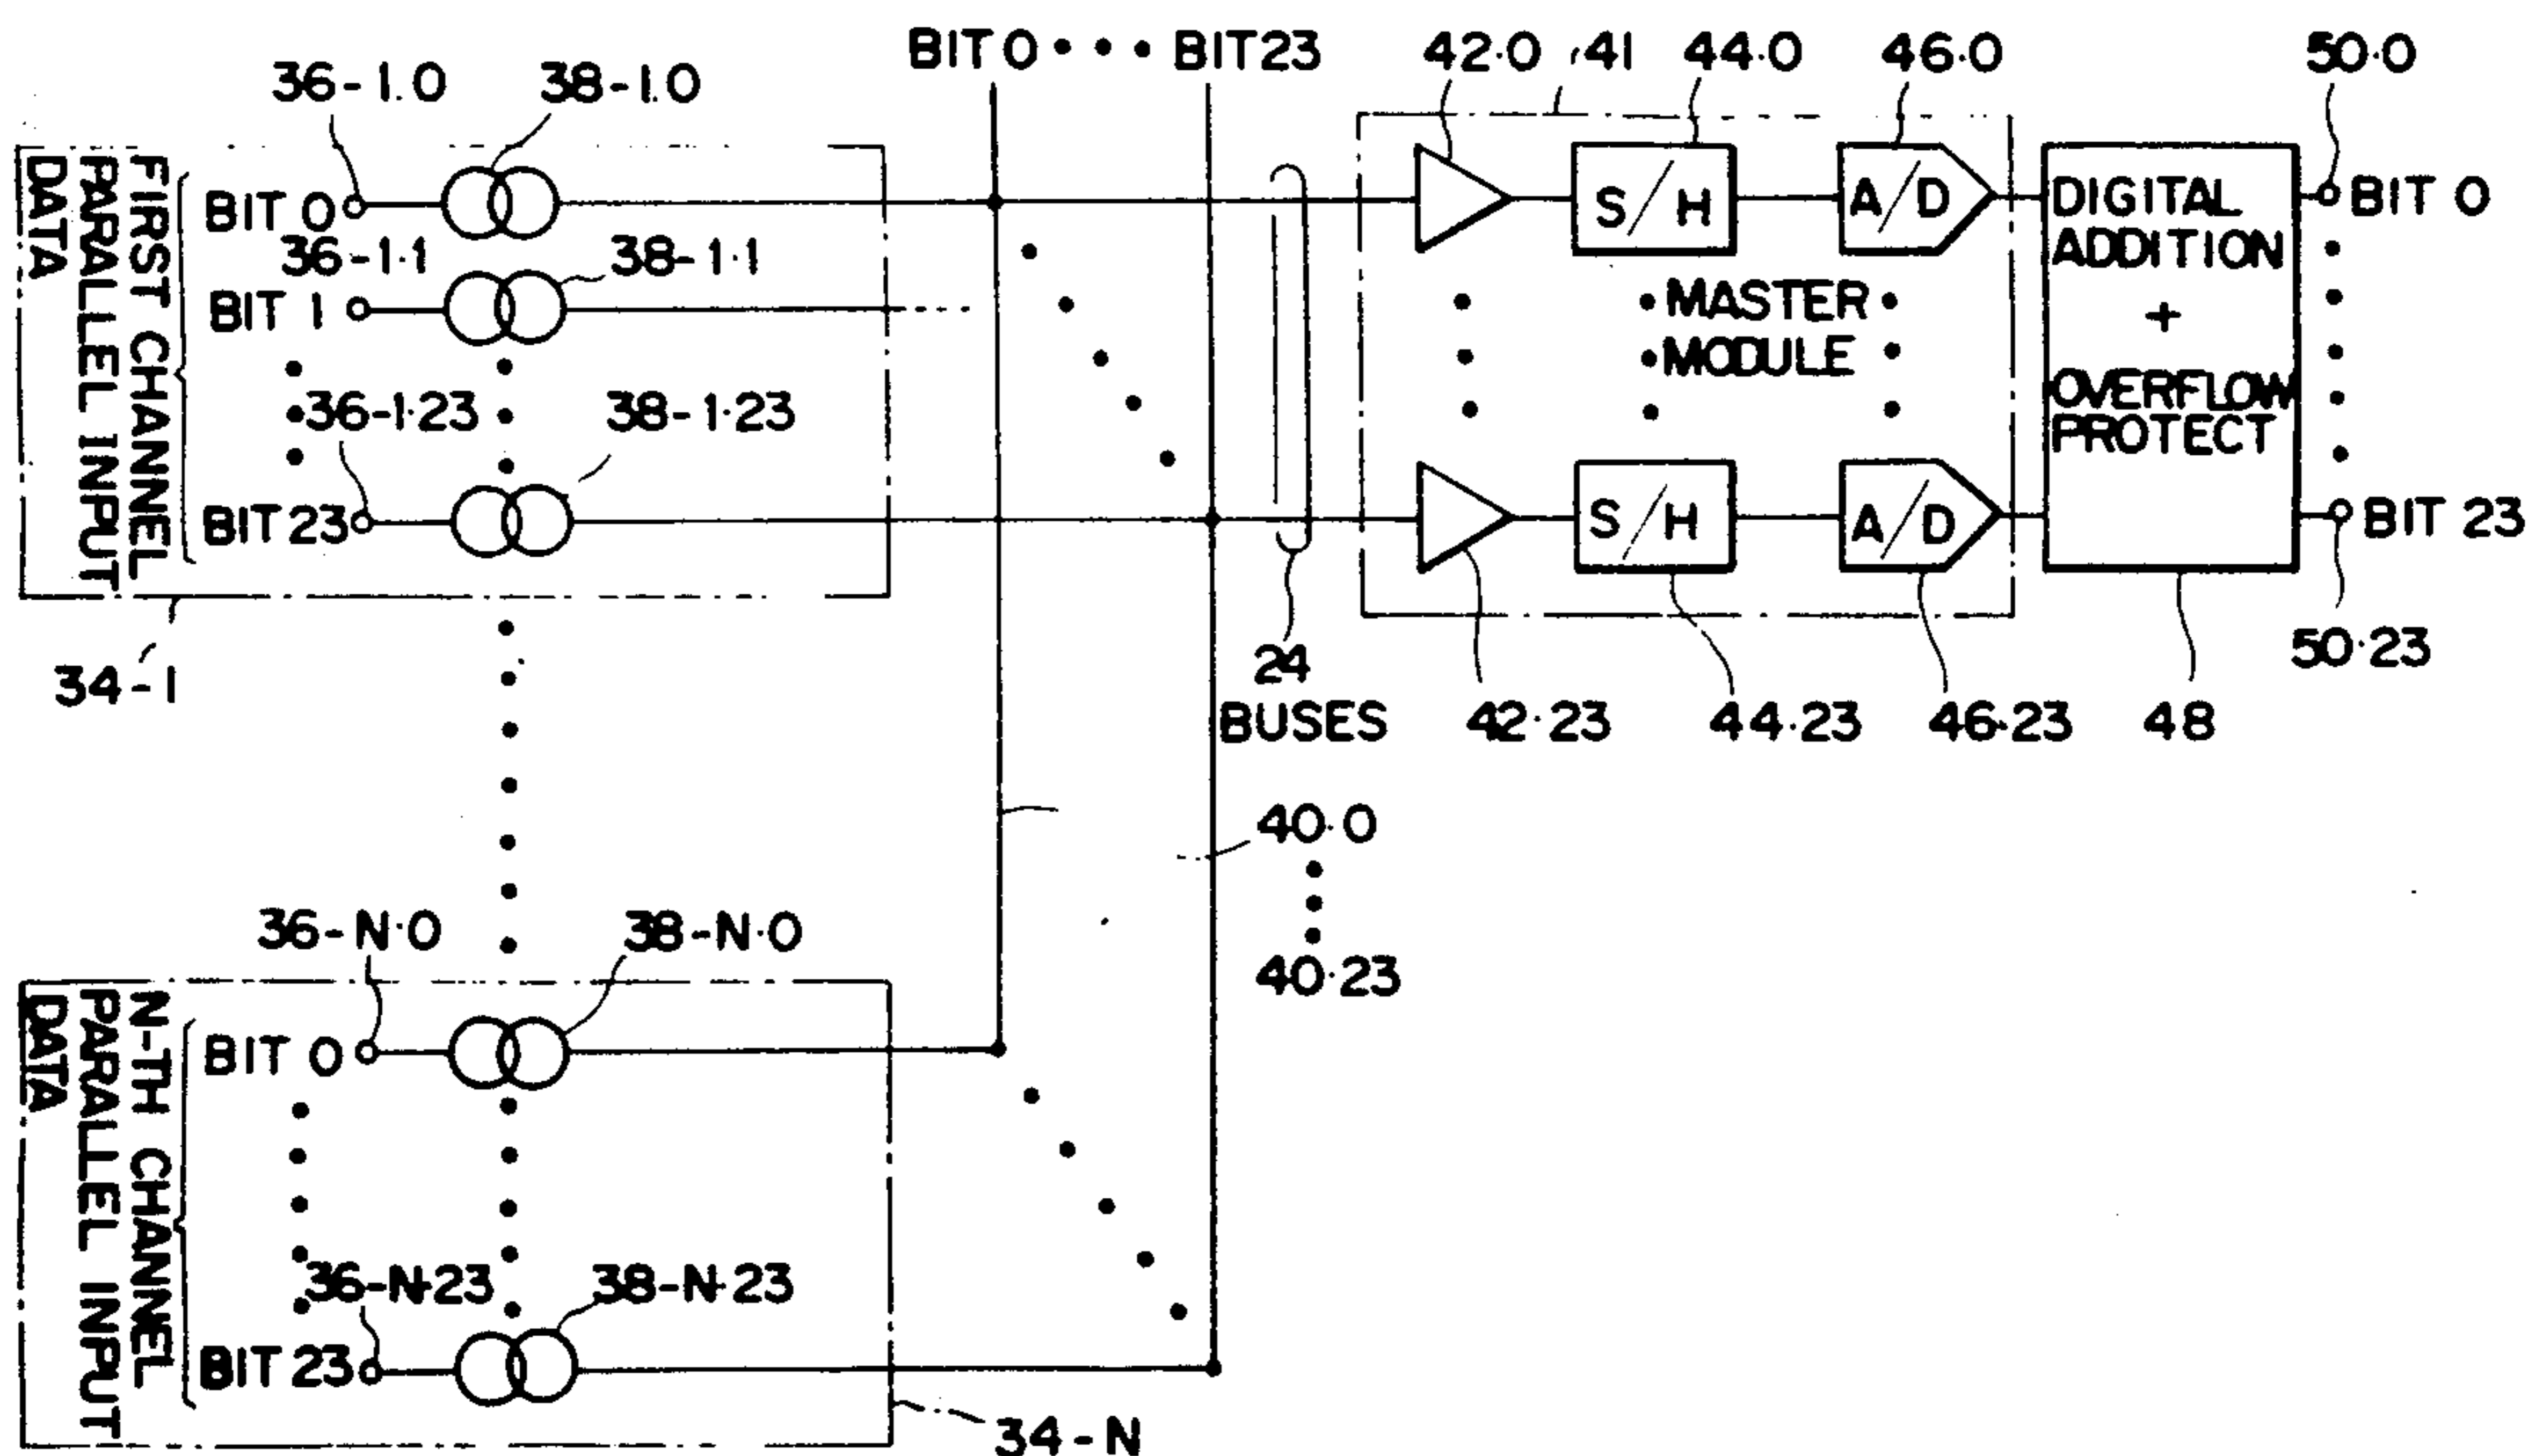 BIT 0 • • • BIT 23
36-1.0
38-1.0
42.0
41
44.0
46.0
50.0
FIRST CHANNEL
PARALLEL INPUT
DATA
BIT 0
36-1.1
38-1.1
BIT 1
36-1.23
38-1.23
BIT 23
34-1
S/H
A/D
MASTER
MODULE
S/H
A/D
DIGITAL
ADDITION
+
OVERFLOW
PROTECT
BIT 0
BIT 23
50.23
24
BUSES
42.23
44.23
46.23
48
40.0
40.23
N-TH CHANNEL
PARALLEL INPUT
DATA
36-N.0
38-N.0
BIT 0
36-N.23
38-N.23
BIT 23
34-N